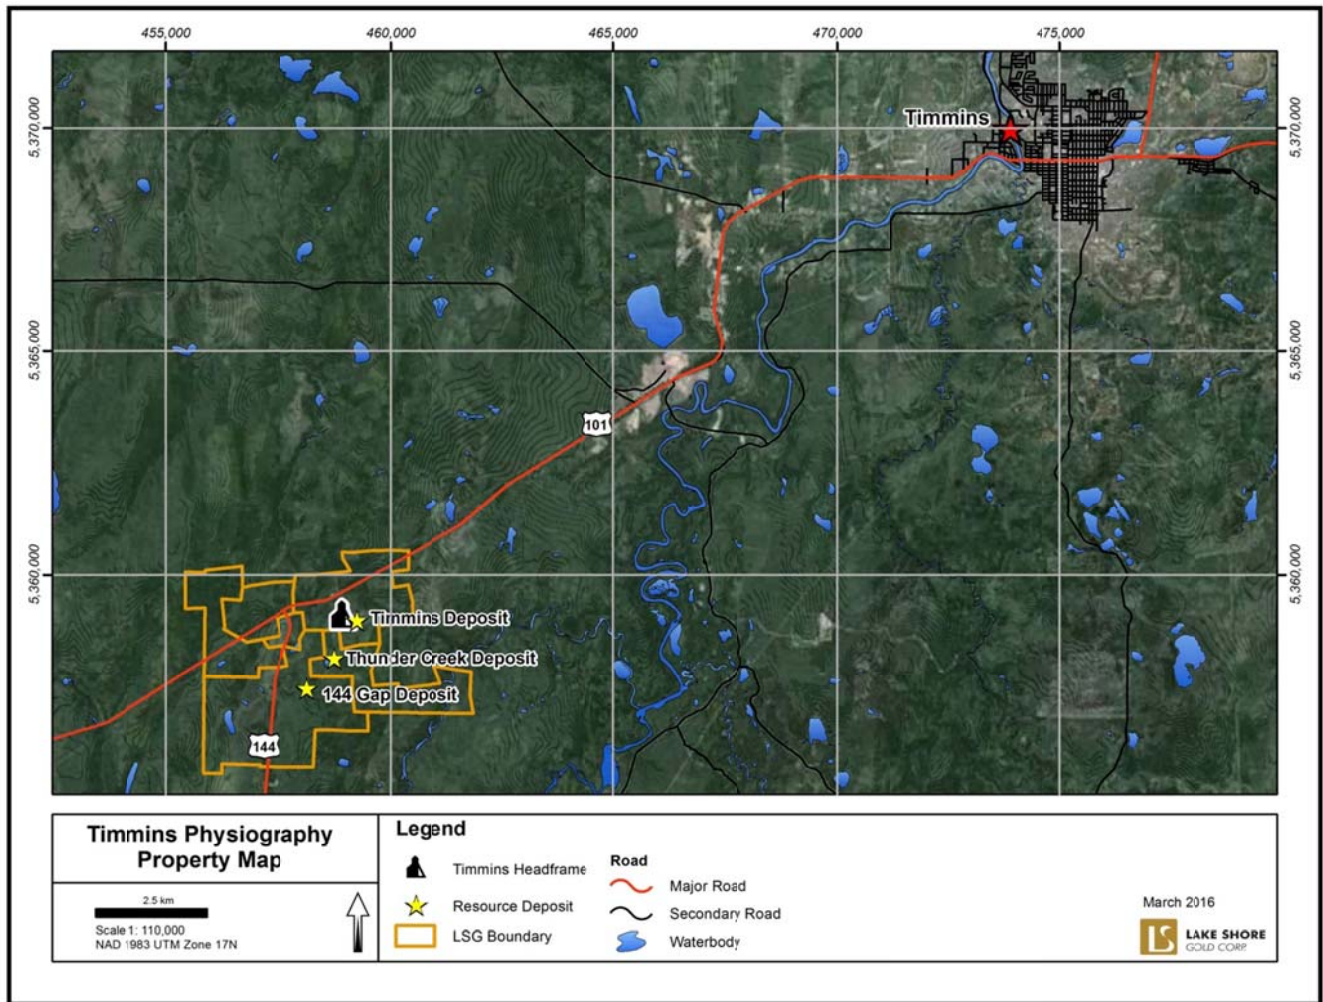 455,000 460,000 465,000 470,000 475,000
5,370,000 5,370,000
Timmins
5,365,000 5,365,000
101
5,360,000 5,360,000
Timmins Deposit
Thunder Creek Deposit
144 Gap Deposit
144
Timmins Physiography
Property Map
2.5 km
Scale 1: 110,000
NAD 1983 UTM Zone 17N
Legend
Timmins Headframe
Resource Deposit
LSG Boundary
Road
Major Road
Secondary Road
Waterbody
March 2016
LS
LAKE SHORE
GOLD CORP.